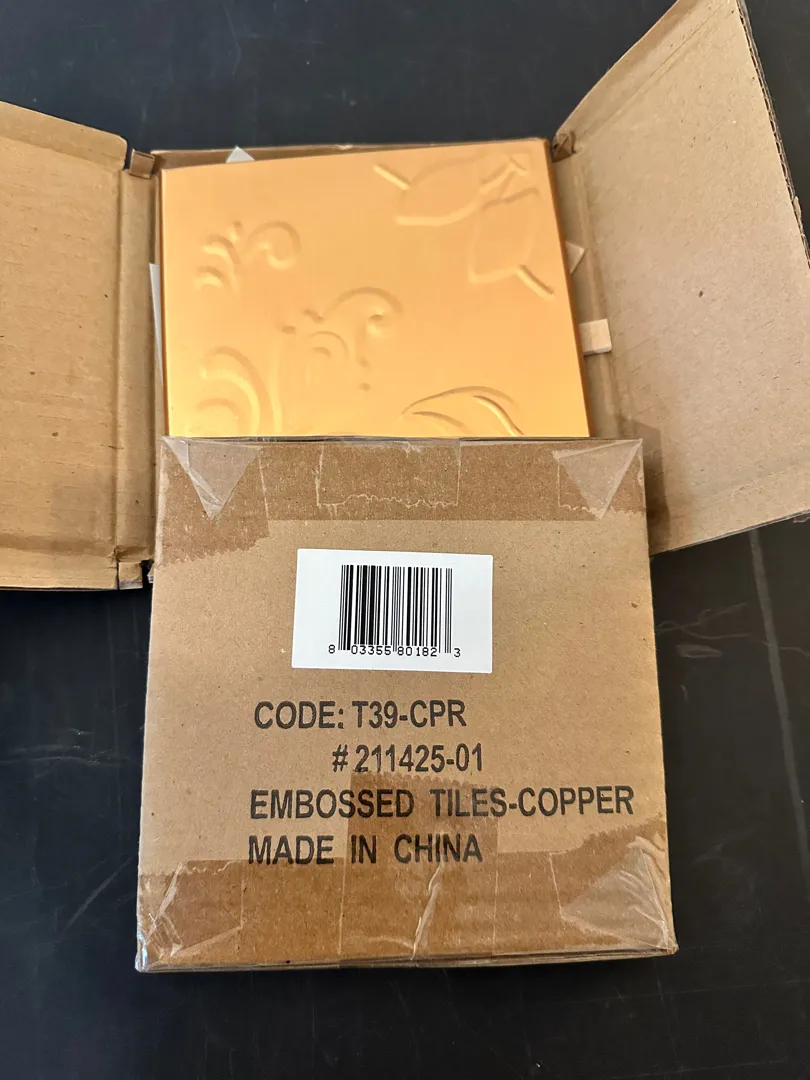 8 03355 80182 3
CODE: T39-CPR
#211425-01
EMBOSSED TILES-COPPER
MADE IN CHINA